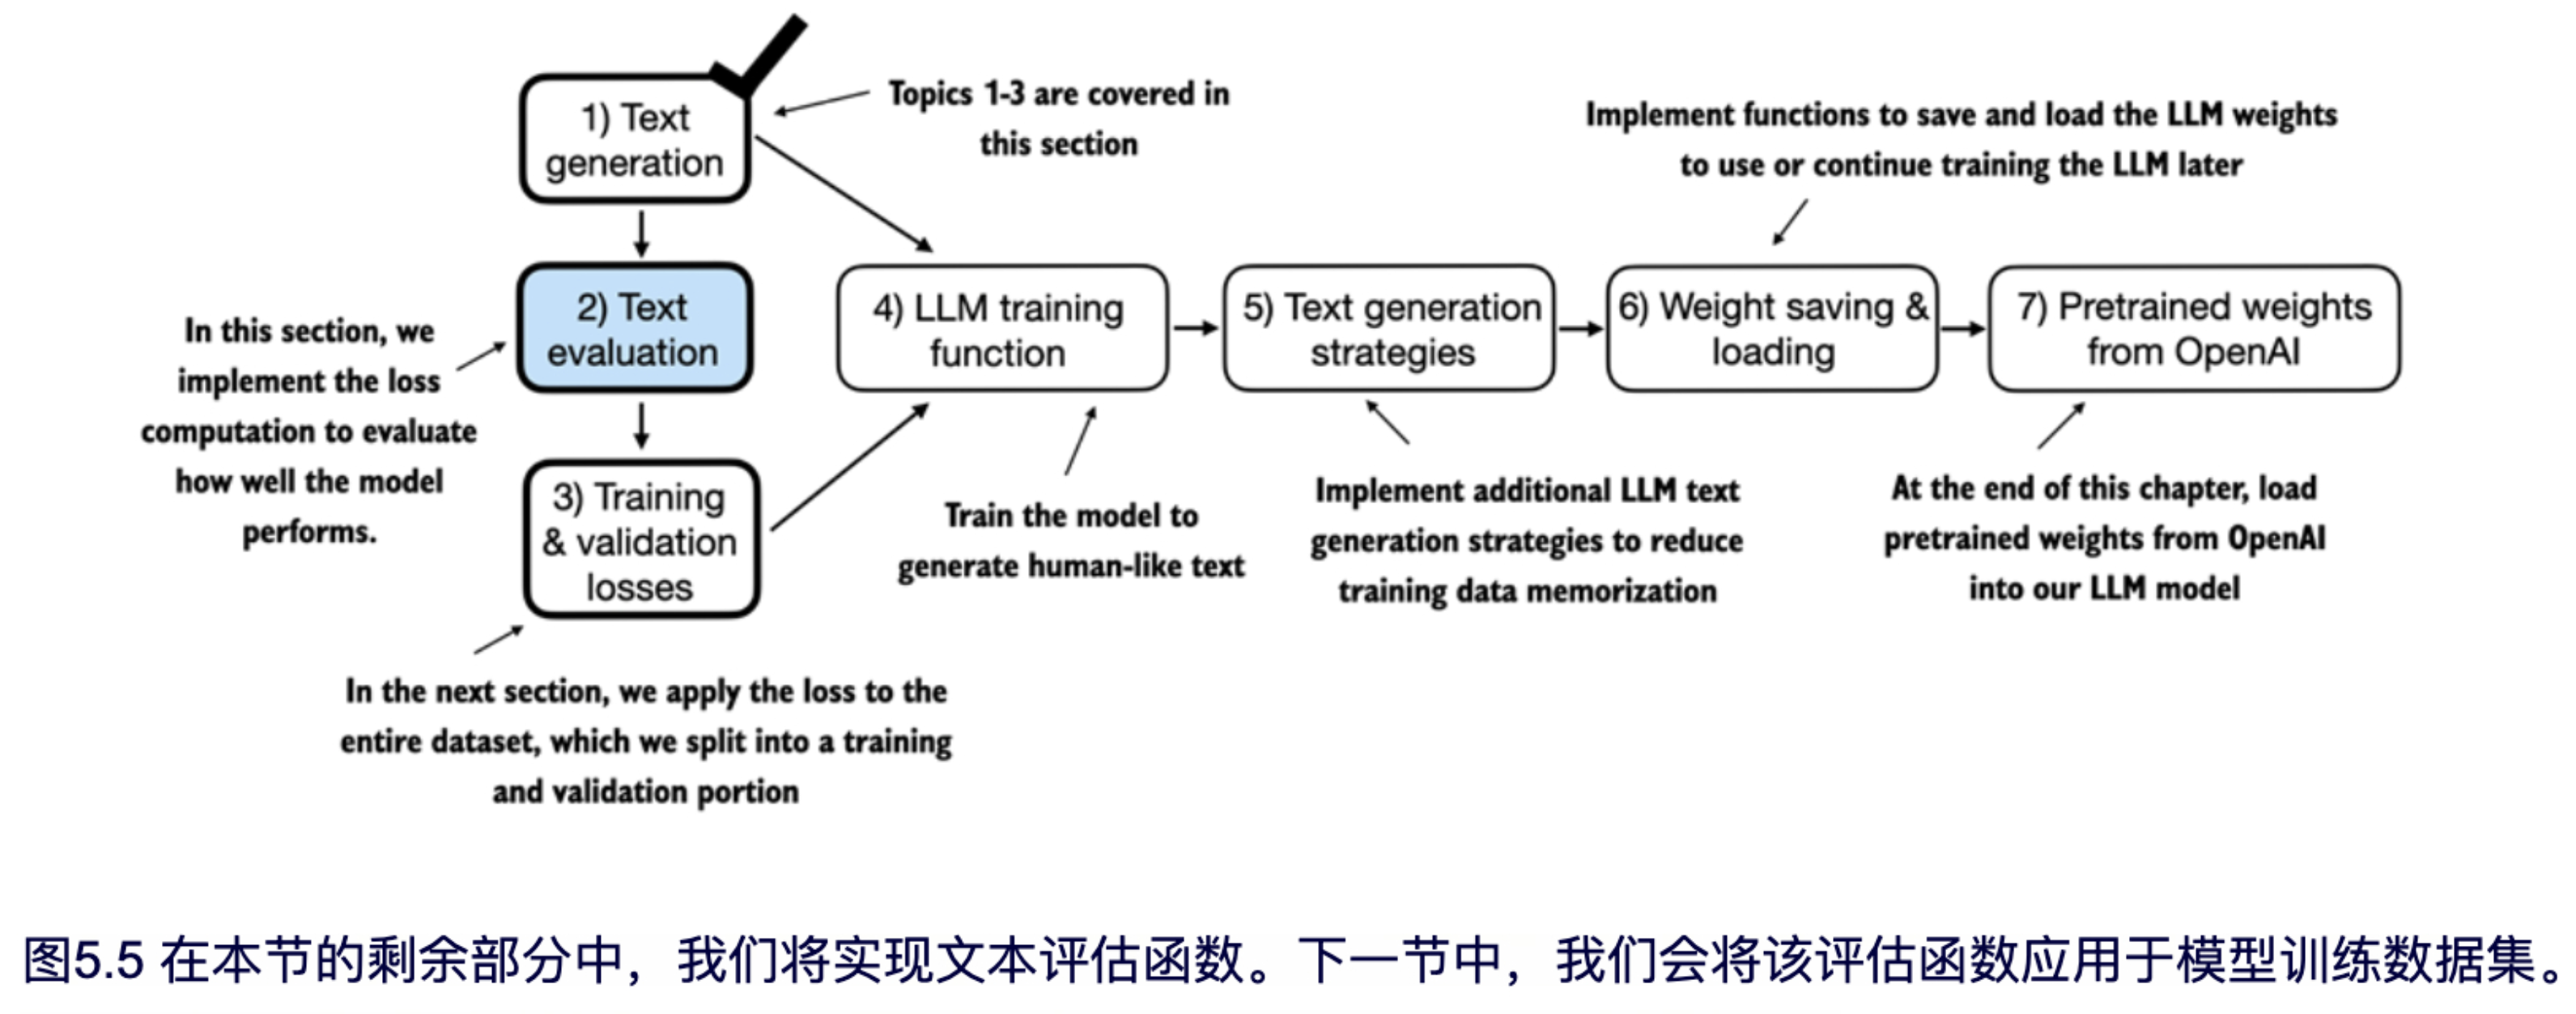 1) Text
generation
Topics 1-3 are covered in
this section
2) Text
evaluation
In this section, we
implement the loss
computation to evaluate
how well the model
performs.
3) Training
& validation
losses
In the next section, we apply the loss to the
entire dataset, which we split into a training
and validation portion
4) LLM training
function
Train the model to
generate human-like text
5) Text generation
strategies
Implement additional LLM text
generation strategies to reduce
training data memorization
Implement functions to save and load the LLM weights
to use or continue training the LLM later
6) Weight saving &
loading
7) Pretrained weights
from OpenAI
At the end of this chapter, load
pretrained weights from OpenAI
into our LLM model
图5.5 在本节的剩余部分中，我们将实现文本评估函数。下一节中，我们会将该评估函数应用于模型训练数据集。